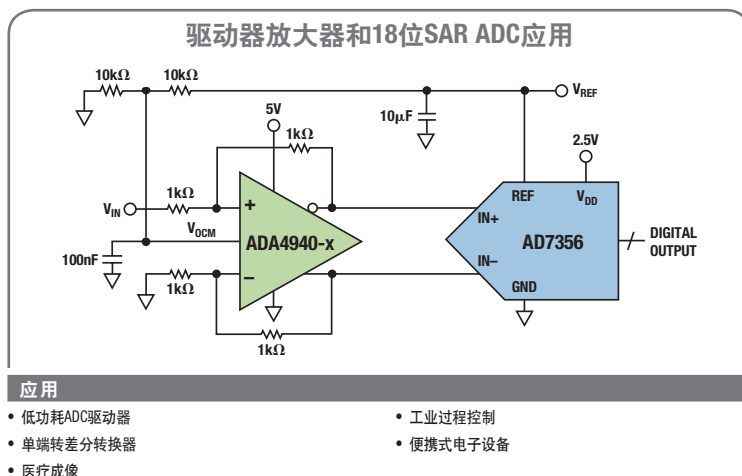 驱动器放大器和18位SAR ADC应用
10kΩ 10kΩ
VREF
5V
10μF
2.5V
1kΩ
1kΩ
REF VDD
VIN
+
IN+
VOCM
ADA4940-x
AD7356
DIGITAL
OUTPUT
100nF
IN–
–
1kΩ
GND
1kΩ
应用
• 低功耗ADC驱动器
• 单端转差分转换器
• 医疗成像
• 工业过程控制
• 便携式电子设备